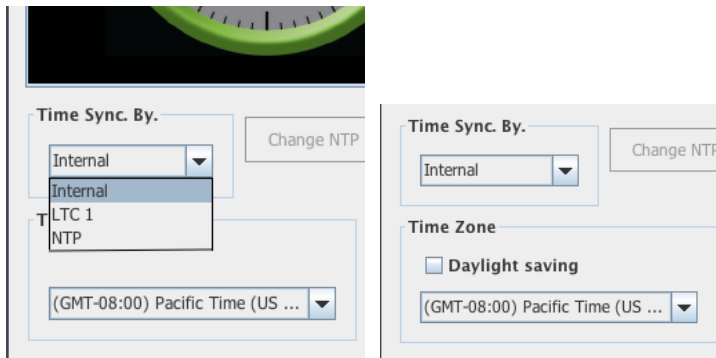 Time Sync. By.
Change NTP
Internal
Internal
LTC 1
T
NTP
(GMT-08:00) Pacific Time (US ...
Time Sync. By.
Change NTP
Internal
Time Zone
Daylight saving
(GMT-08:00) Pacific Time (US ...